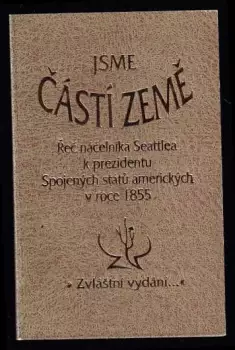 JSME
ČÁSTÍ ZEMĚ
Řeč náčelníka Seattlea
k prezidentu
Spojených států amerických
v roce 1855
» Zvláštní vydání... «